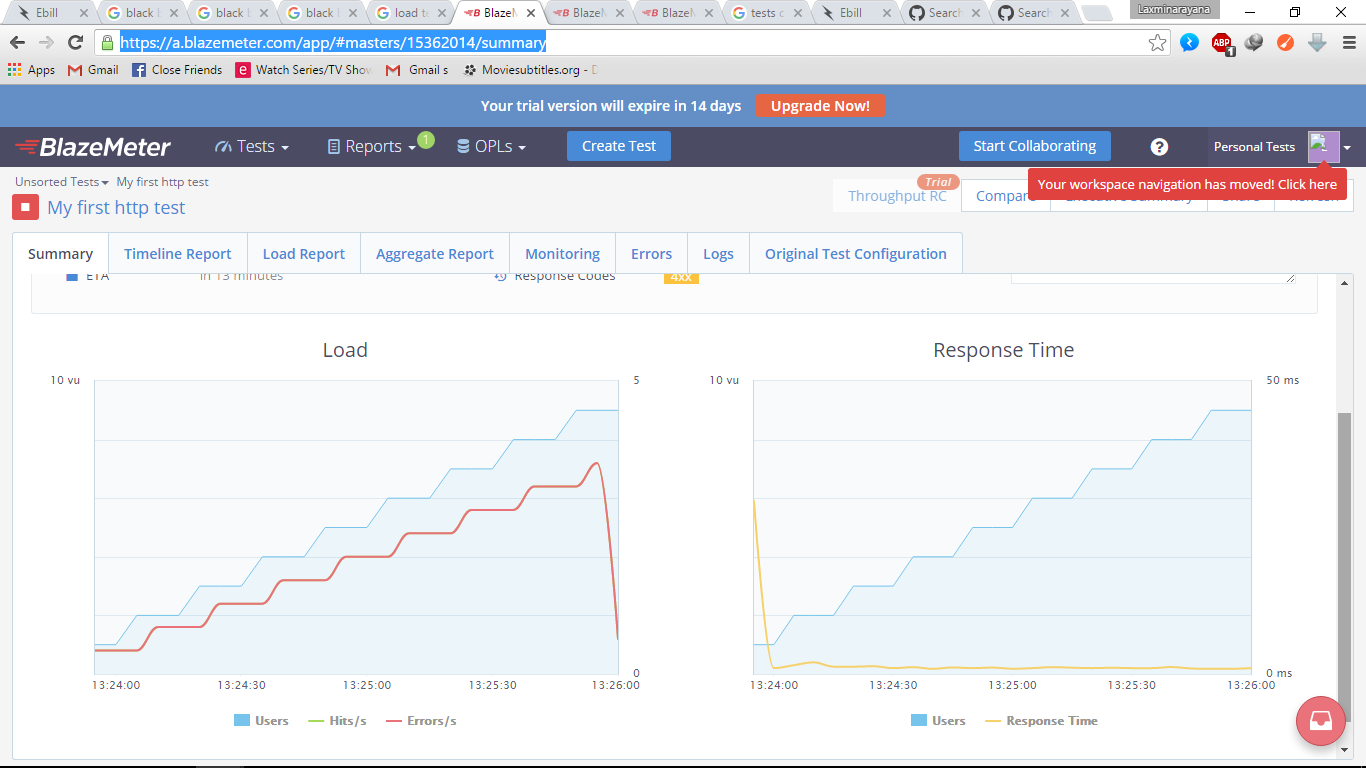 Ebill black b black b black l load te BlazeM BlazeM BlazeM tests c Ebill Search Search Laxminarayana
https://a.blazemeter.com/app/#masters/15362014/summary ABP 1
Apps Gmail Close Friends Watch Series/TV Show Gmail s Moviesubtitles.org - D
Your trial version will expire in 14 days Upgrade Now!
BlazeMeter Tests Reports 1 OPLs Create Test Start Collaborating ? Personal Tests
Unsorted Tests My first http test Trial Your workspace navigation has moved! Click here
My first http test Throughput RC Compare Executive Summary Share Refresh
Summary Timeline Report Load Report Aggregate Report Monitoring Errors Logs Original Test Configuration
ETA in 13 minutes Response Codes 4xx
Load Response Time
10 vu 5 10 vu 50 ms
0 0 ms
13:24:00 13:24:30 13:25:00 13:25:30 13:26:00 13:24:00 13:24:30 13:25:00 13:25:30 13:26:00
Users Hits/s Errors/s Users Response Time